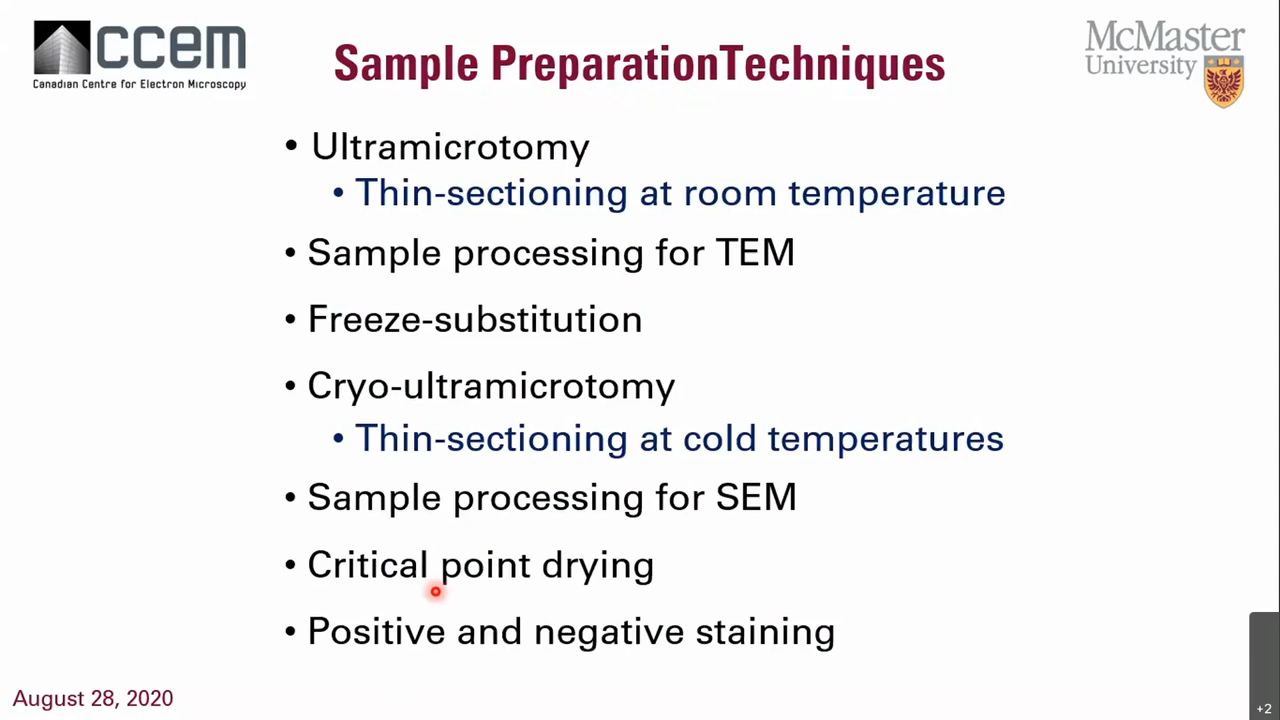 ccem
Canadian Centre for Electron Microscopy
Sample PreparationTechniques
McMaster
University
• Ultramicrotomy
• Thin-sectioning at room temperature
• Sample processing for TEM
• Freeze-substitution
• Cryo-ultramicrotomy
• Thin-sectioning at cold temperatures
• Sample processing for SEM
• Critical point drying
• Positive and negative staining
August 28, 2020
+2